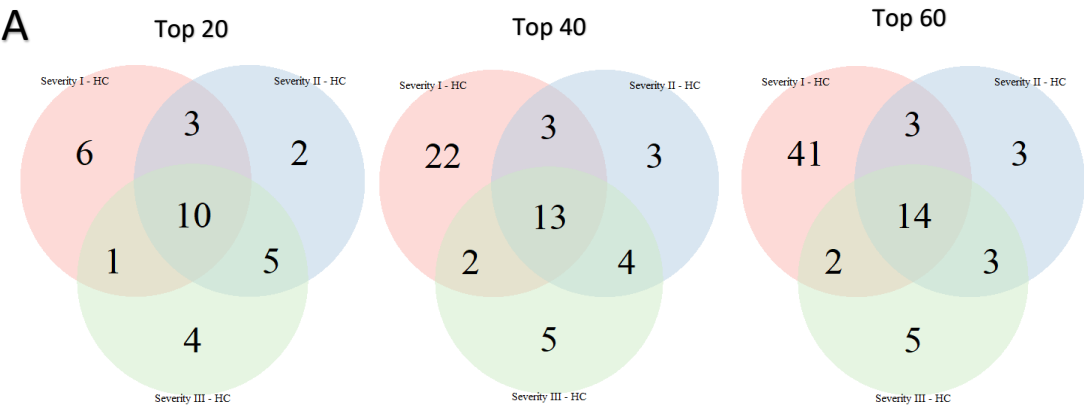 A
Top 20
Severity I - HC
Severity II - HC
3
6
2
10
1
5
4
Severity III - HC
Top 40
Severity I - HC
Severity II - HC
3
22
3
13
2
4
5
Severity III - HC
Top 60
Severity I - HC
Severity II - HC
3
41
3
14
2
3
5
Severity III - HC